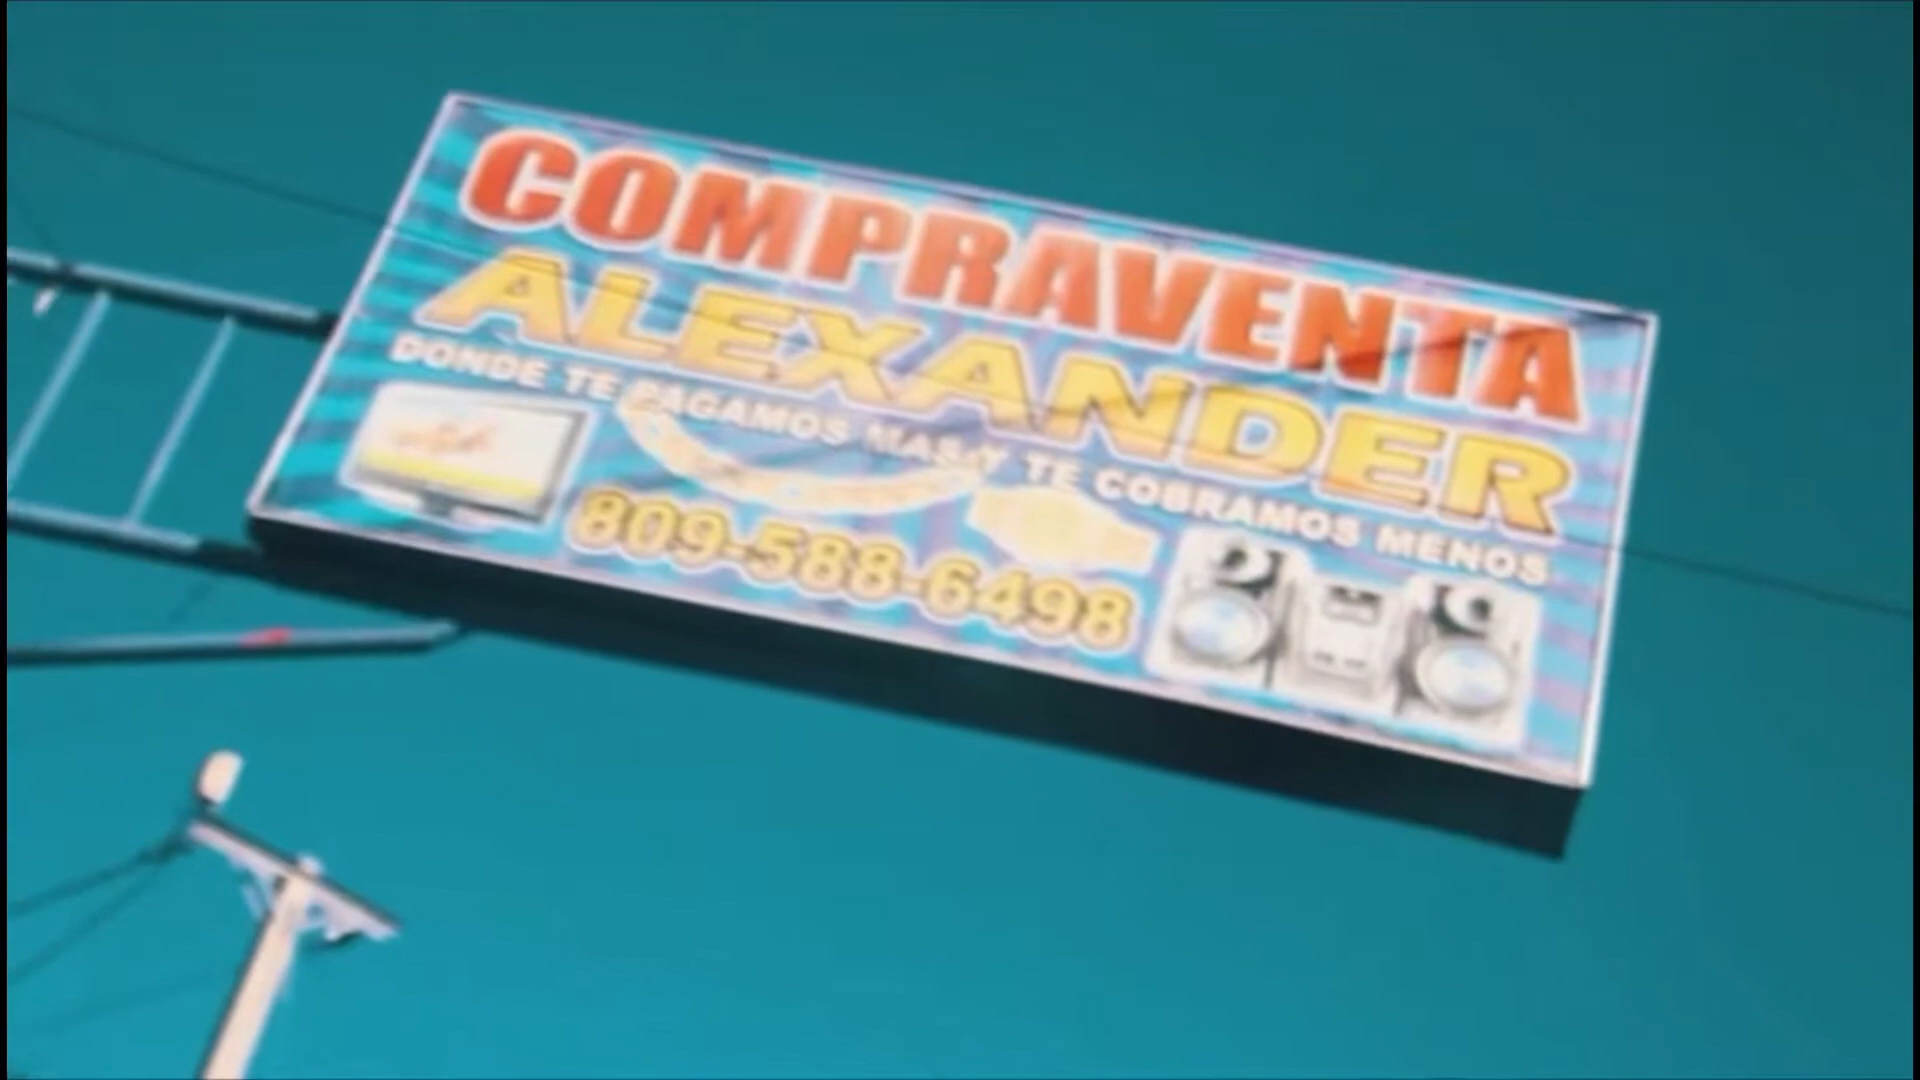 COMPRAVENTA
ALEXANDER
DONDE TE PAGAMOS MAS Y TE COBRAMOS MENOS
809-588-6498